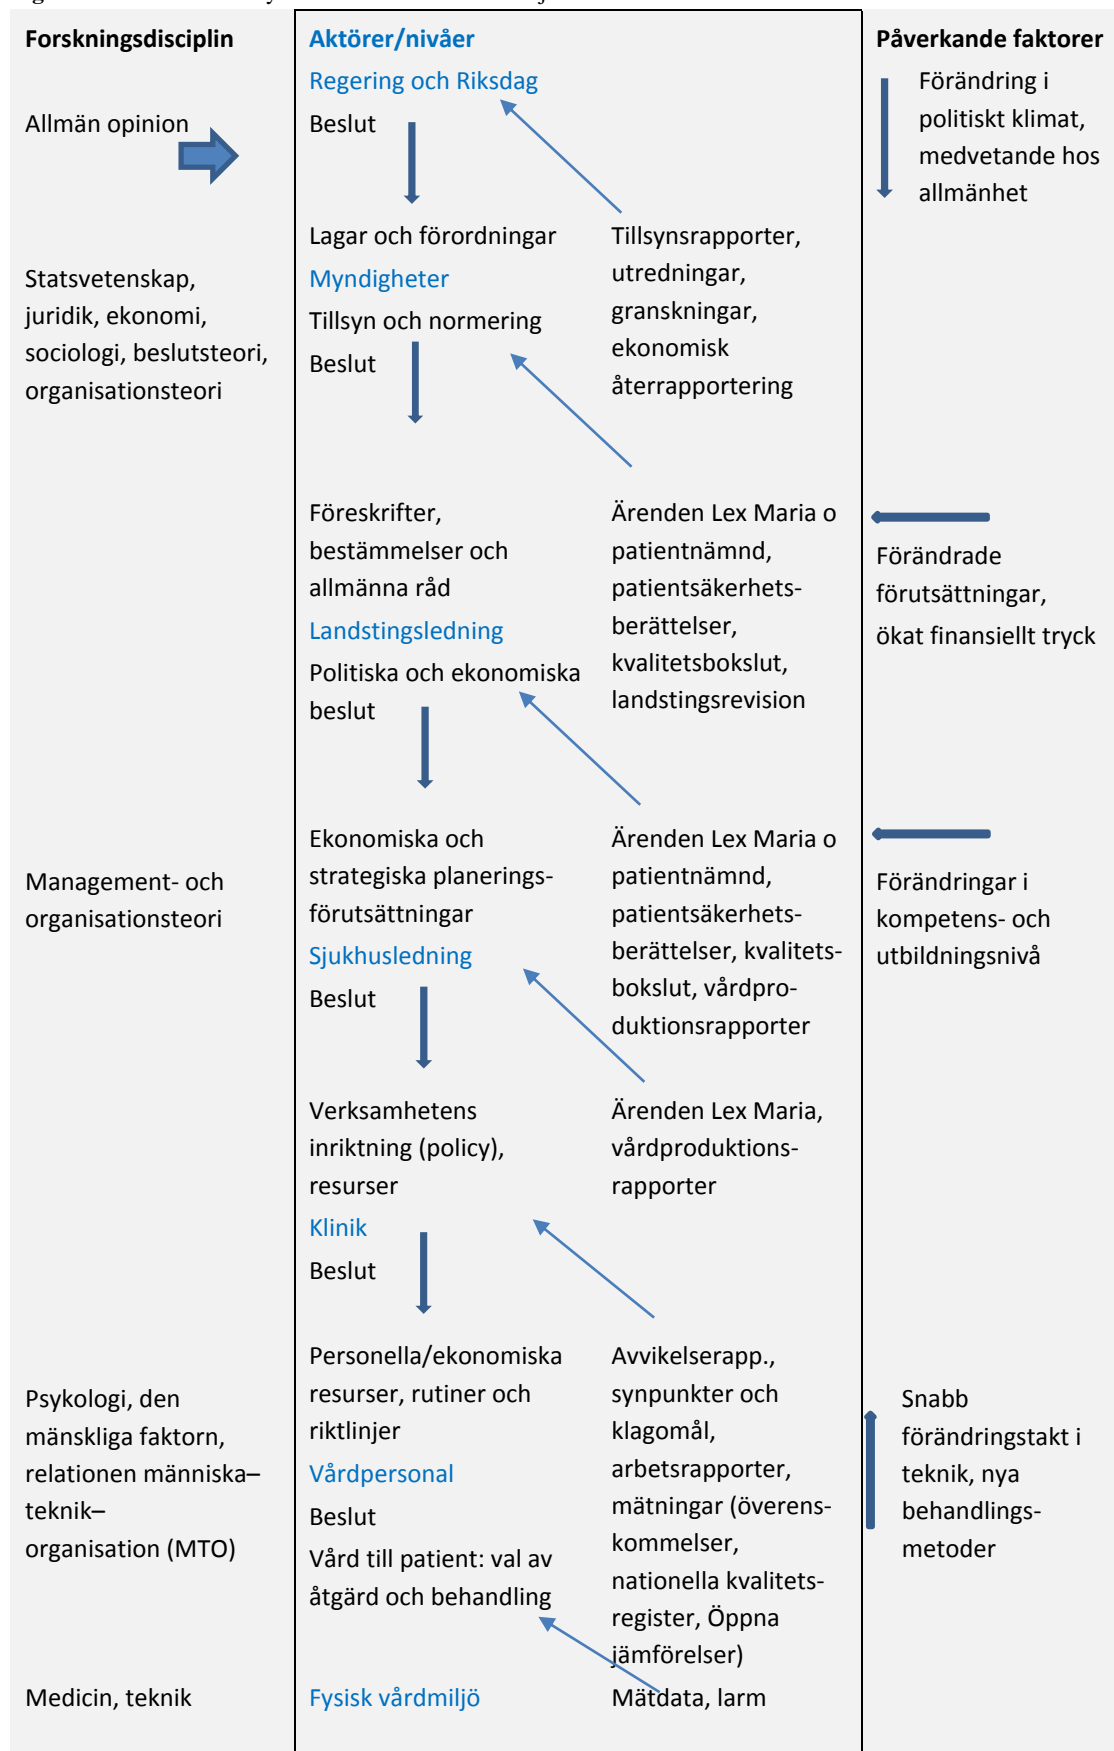 Forskningsdisciplin
Aktörer/nivåer
Påverkande faktorer
Regering och Riksdag
Förändring i
politiskt klimat,
medvetande hos
allmänhet
Allmän opinion
Beslut
Lagar och förordningar
Tillsynsrapporter,
utredningar,
granskningar,
ekonomisk
återrapportering
Statsvetenskap,
juridik, ekonomi,
sociologi, beslutsteori,
organisationsteori
Myndigheter
Tillsyn och normering
Beslut
Föreskrifter,
bestämmelser och
allmänna råd
Ärenden Lex Maria o
patientnämnd,
patientsäkerhets-
berättelser,
kvalitetsbokslut,
landstingsrevision
Förändrade
förutsättningar,
ökat finansiellt tryck
Landstingsledning
Politiska och ekonomiska
beslut
Ekonomiska och
strategiska planerings-
förutsättningar
Ärenden Lex Maria o
patientnämnd,
patientsäkerhets-
berättelser, kvalitets-
bokslut, vårdpro-
duktionsrapporter
Management- och
organisationsteori
Förändringar i
kompetens- och
utbildningsnivå
Sjukhusledning
Beslut
Verksamhetens
inriktning (policy),
resurser
Ärenden Lex Maria,
vårdproduktions-
rapporter
Klinik
Beslut
Personella/ekonomiska
resurser, rutiner och
riktlinjer
Avvikelserapp.,
synpunkter och
klagomål,
arbetsrapporter,
mätningar (överens-
kommelser,
nationella kvalitets-
register, Öppna
jämförelser)
Psykologi, den
mänskliga faktorn,
relationen människa–
teknik–
organisation (MTO)
Snabb
förändringstakt i
teknik, nya
behandlings-
metoder
Vårdpersonal
Beslut
Vård till patient: val av
åtgärd och behandling
Medicin, teknik
Fysisk vårdmiljö
Mätdata, larm